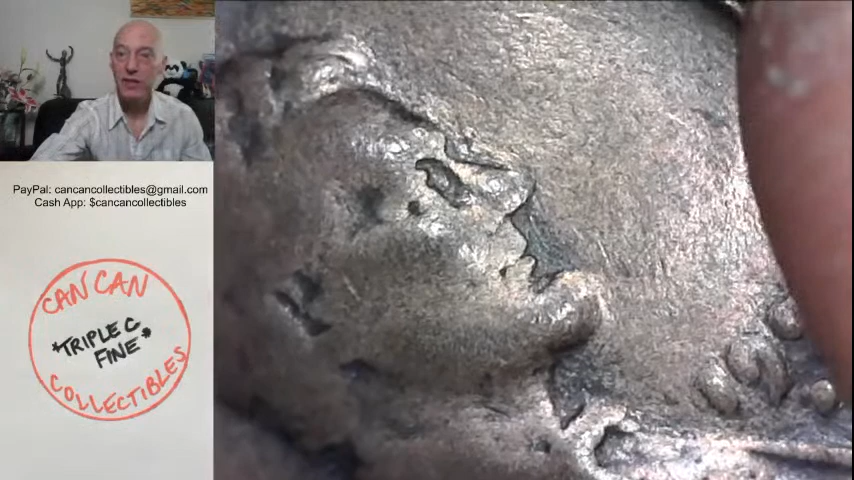 PayPal: cancancollectibles@gmail.com
Cash App: $cancancollectibles
CAN CAN
*TRIPLE C
FINE*
COLLECTIBLES